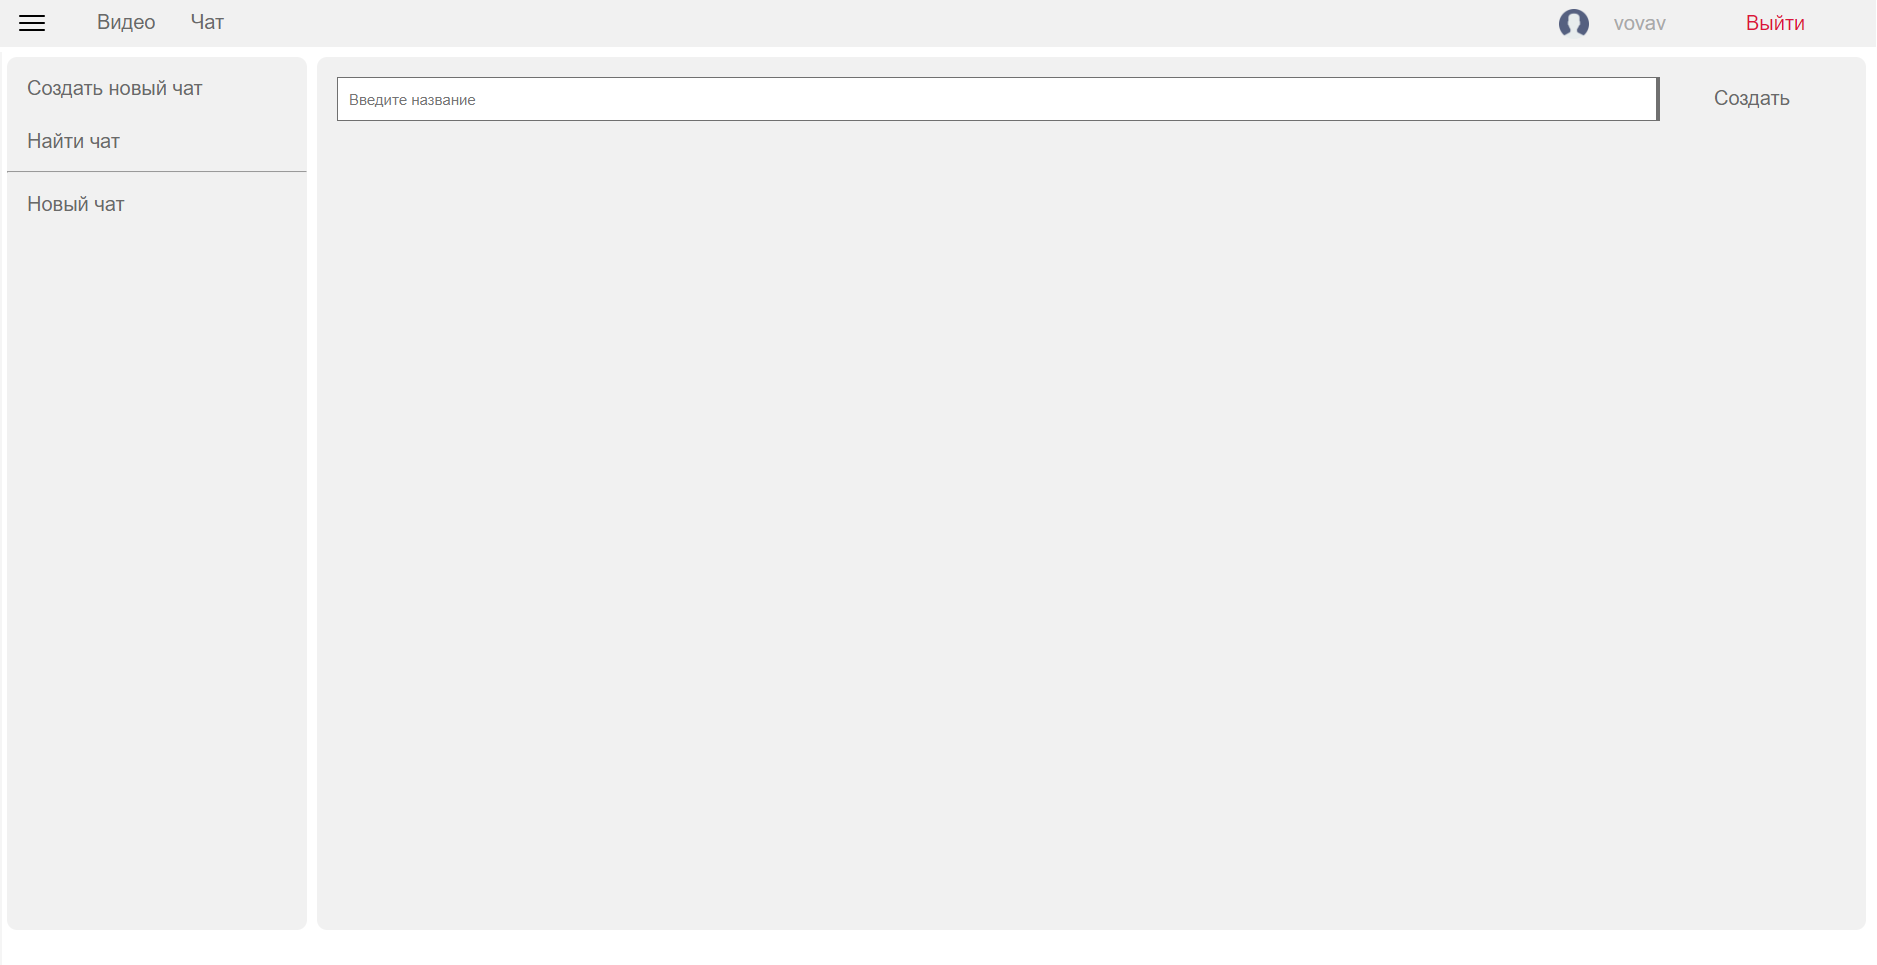 Видео Чат vovav Выйти
Создать новый чат
Найти чат
Новый чат
Введите название Создать